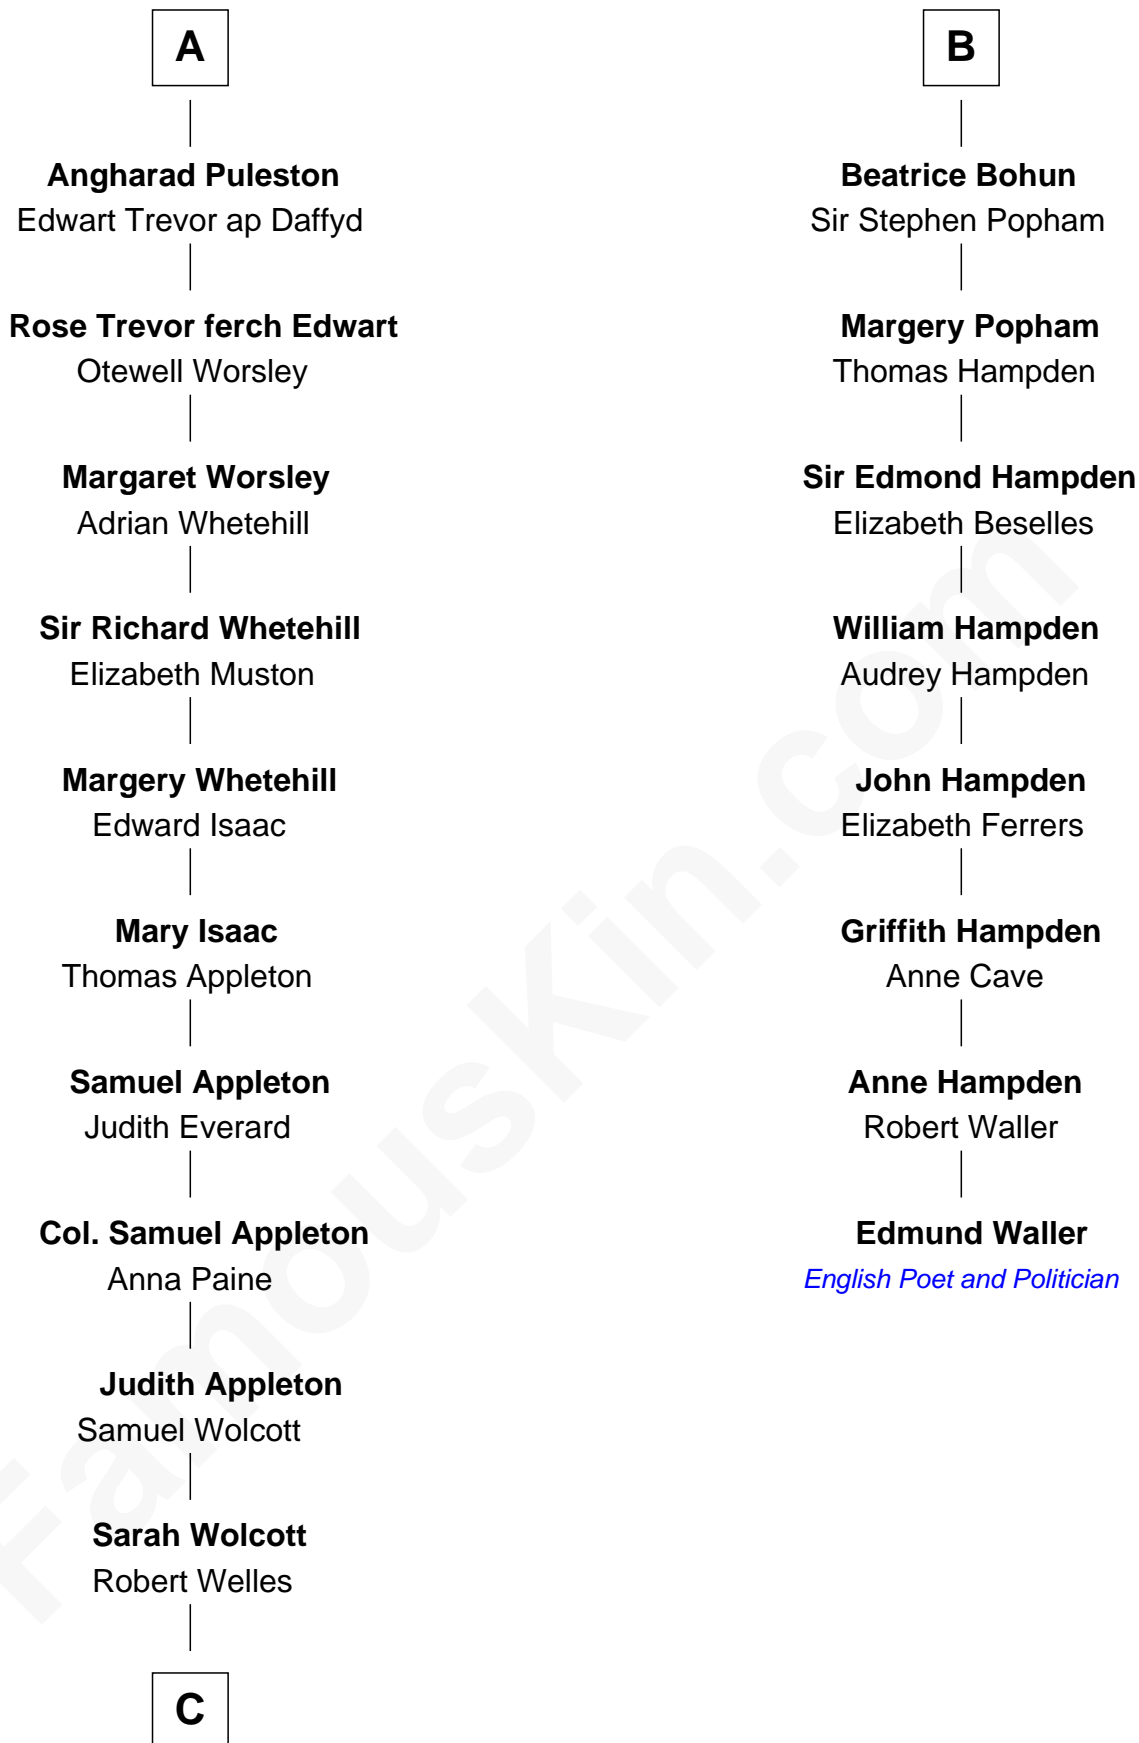 A
Angharad Puleston
Edwart Trevor ap Daffyd
Rose Trevor ferch Edwart
Otewell Worsley
Margaret Worsley
Adrian Whetehill
Sir Richard Whetehill
Elizabeth Muston
Margery Whetehill
Edward Isaac
Mary Isaac
Thomas Appleton
Samuel Appleton
Judith Everard
Col. Samuel Appleton
Anna Paine
Judith Appleton
Samuel Wolcott
Sarah Wolcott
Robert Welles
C
B
Beatrice Bohun
Sir Stephen Popham
Margery Popham
Thomas Hampden
Sir Edmond Hampden
Elizabeth Beselles
William Hampden
Audrey Hampden
John Hampden
Elizabeth Ferrers
Griffith Hampden
Anne Cave
Anne Hampden
Robert Waller
Edmund Waller
English Poet and Politician
FamousKin.com